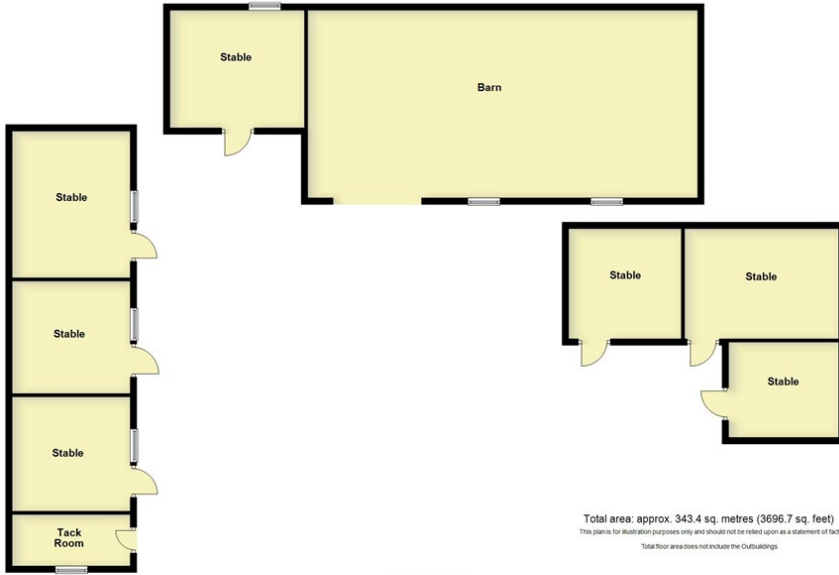 Stable
Barn
Stable
Stable
Stable
Stable
Stable
Stable
Tack
Room
Total area: approx. 343.4 sq. metres (3696.7 sq. feet)
This plan is for illustration purposes only and should not be relied upon as a statement of fact
Total floor area does not include the Outbuildings